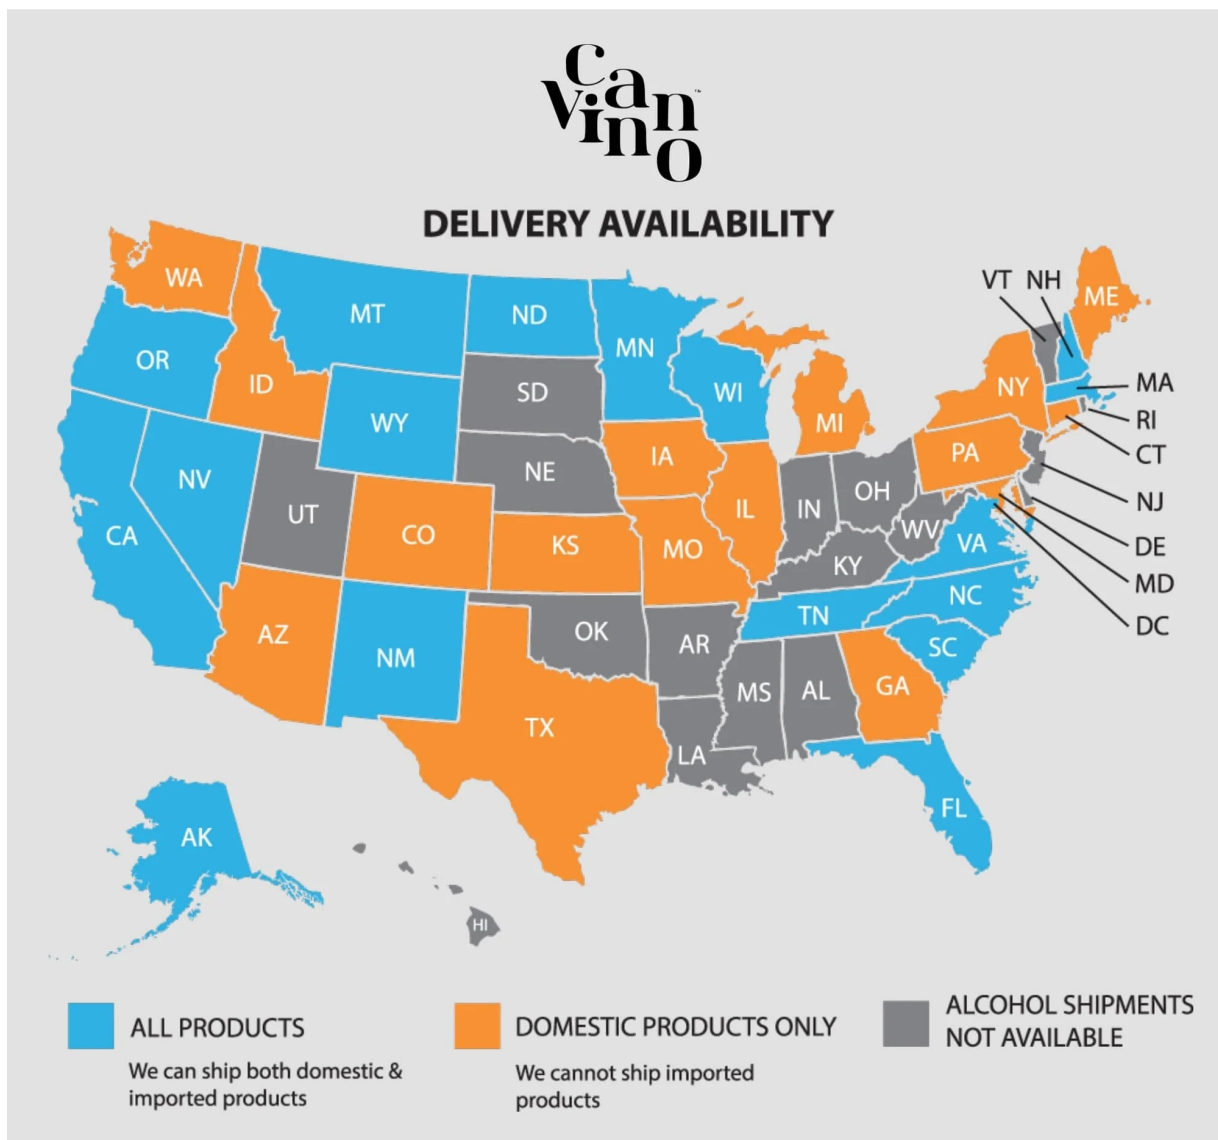 Can
Vino
™
DELIVERY AVAILABILITY
WA
MT
ND
MN
VT
NH
ME
OR
ID
SD
WI
NY
MA
WY
MI
RI
NV
NE
IA
PA
CT
UT
CO
KS
MO
IL
IN
OH
WV
NJ
CA
KY
VA
DE
AZ
NM
OK
AR
TN
NC
MD
DC
TX
MS
AL
GA
SC
LA
FL
AK
HI
ALL PRODUCTS
We can ship both domestic &
imported products
DOMESTIC PRODUCTS ONLY
We cannot ship imported
products
ALCOHOL SHIPMENTS
NOT AVAILABLE